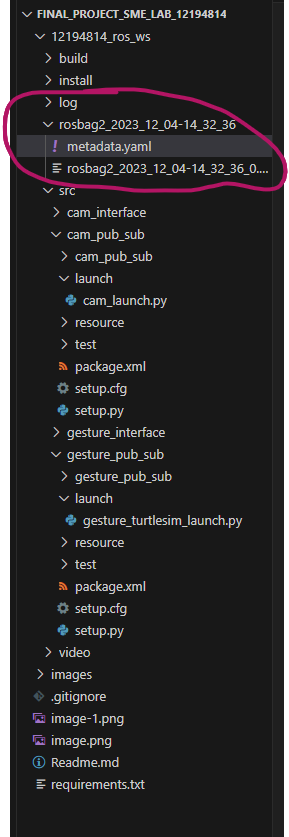 FINAL_PROJECT_SME_LAB_12194814
12194814_ros_ws
build
install
log
rosbag2_2023_12_04-14_32_36
! metadata.yaml
rosbag2_2023_12_04-14_32_36_0....
src
cam_interface
cam_pub_sub
cam_pub_sub
launch
cam_launch.py
resource
test
package.xml
setup.cfg
setup.py
gesture_interface
gesture_pub_sub
gesture_pub_sub
launch
gesture_turtlesim_launch.py
resource
test
package.xml
setup.cfg
setup.py
video
images
.gitignore
image-1.png
image.png
Readme.md
requirements.txt